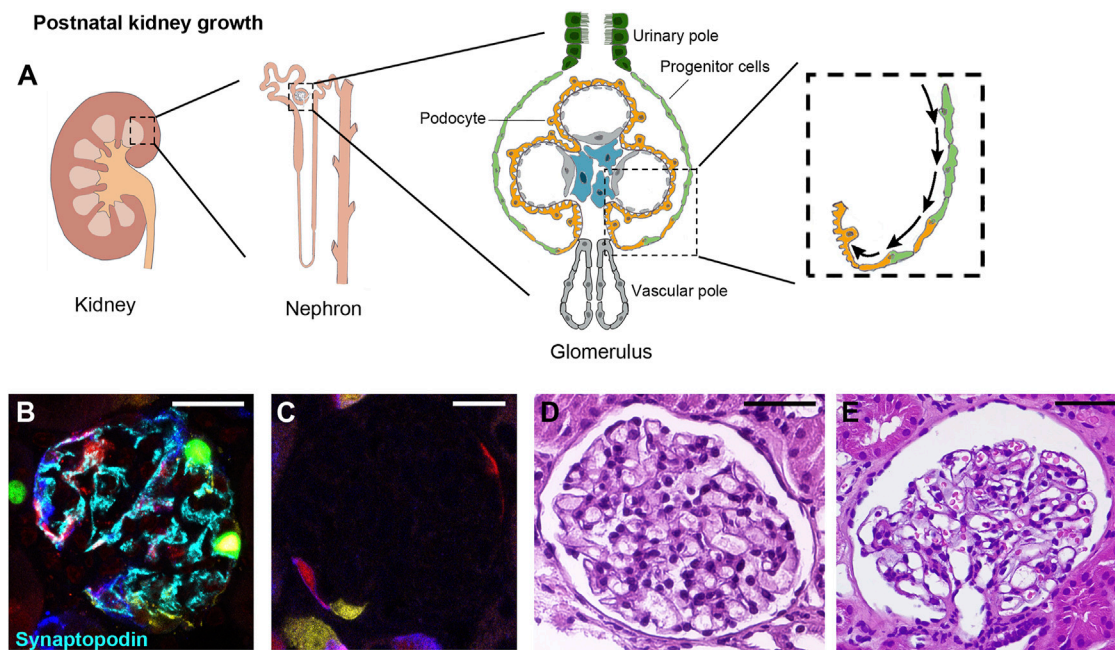 Postnatal kidney growth
A
Urinary pole
Progenitor cells
Podocyte
Vascular pole
Kidney
Nephron
Glomerulus
B
C
D
E
Synaptopodin